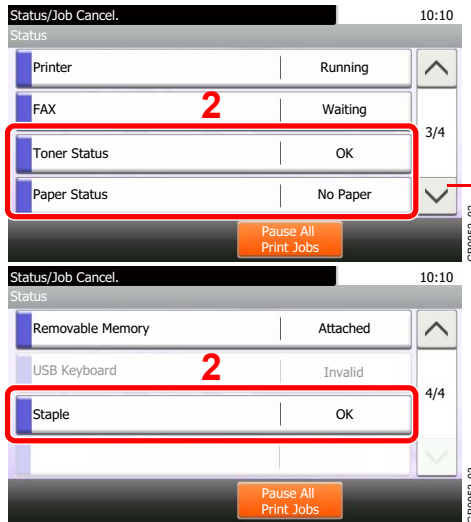 Status/Job Cancel.
10:10
Status
Printer
Running
FAX
2
Waiting
3/4
Toner Status
OK
Paper Status
No Paper
Pause All
Print Jobs
Status/Job Cancel.
10:10
Status
Removable Memory
Attached
USB Keyboard
2
Invalid
4/4
Staple
OK
Pause All
Print Jobs